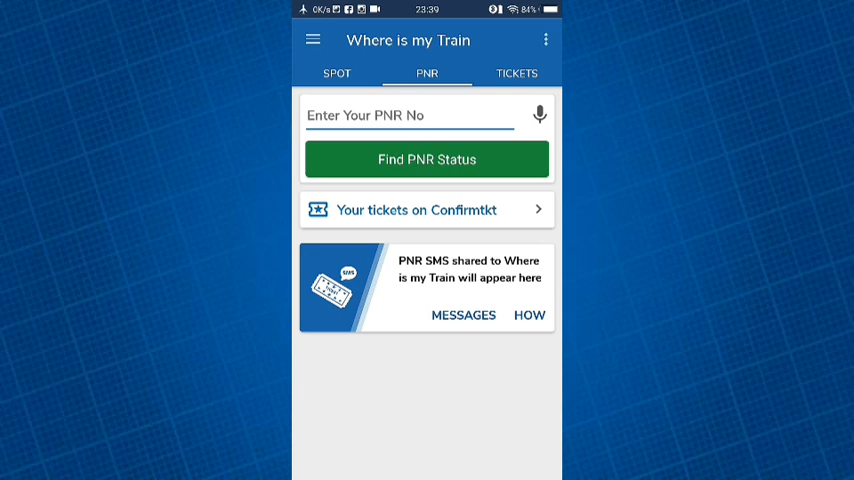 0K/s 23:39 84%
Where is my Train
SPOT PNR TICKETS
Enter Your PNR No
Find PNR Status
Your tickets on Confirmtkt
SMS
TICKET
PNR SMS shared to Where
is my Train will appear here
MESSAGES HOW